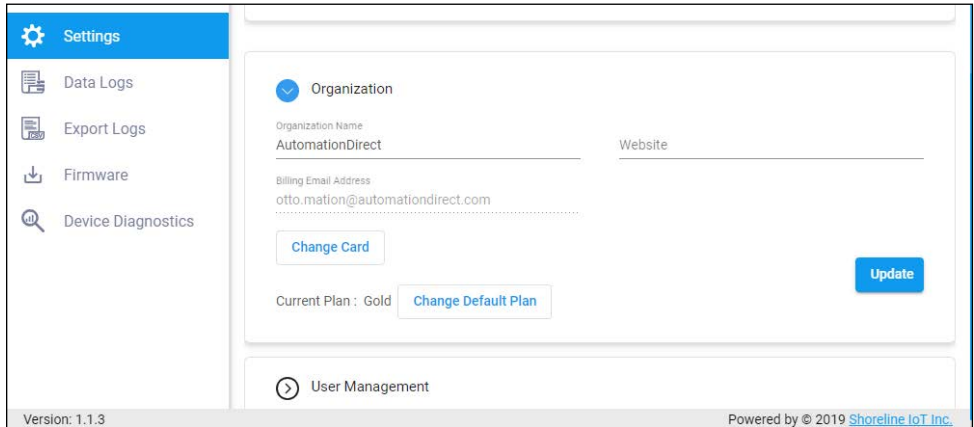 Settings
Data Logs
Export Logs
Firmware
Device Diagnostics
Organization
Organization Name
AutomationDirect
Website
Billing Email Address
otto.mation@automationdirect.com
Change Card
Update
Current Plan : Gold
Change Default Plan
User Management
Version: 1.1.3
Powered by © 2019 Shoreline IoT Inc.